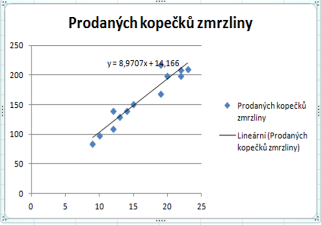 Prodaných kopečků zmrzliny
250
200
150
100
50
0
y = 8,9707x + 14,166
0 5 10 15 20 25
Prodaných kopečků
zmrzliny
Lineární (Prodaných
kopečků zmrzliny)